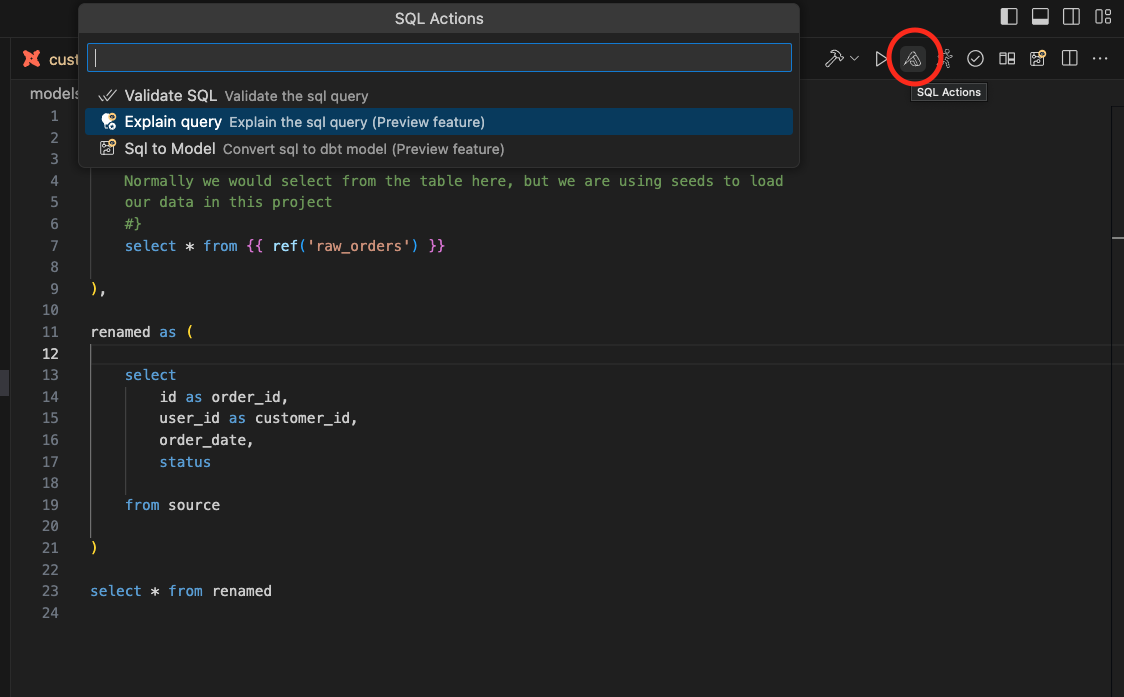 SQL Actions
cust
SQL Actions
models
Validate SQL Validate the sql query
Explain query Explain the sql query (Preview feature)
Sql to Model Convert sql to dbt model (Preview feature)
1
2
3
4 Normally we would select from the table here, but we are using seeds to load
5 our data in this project
6 #}
7 select * from {{ ref('raw_orders') }}
8
9 ),
10
11 renamed as (
12
13 select
14 id as order_id,
15 user_id as customer_id,
16 order_date,
17 status
18
19 from source
20
21 )
22
23 select * from renamed
24